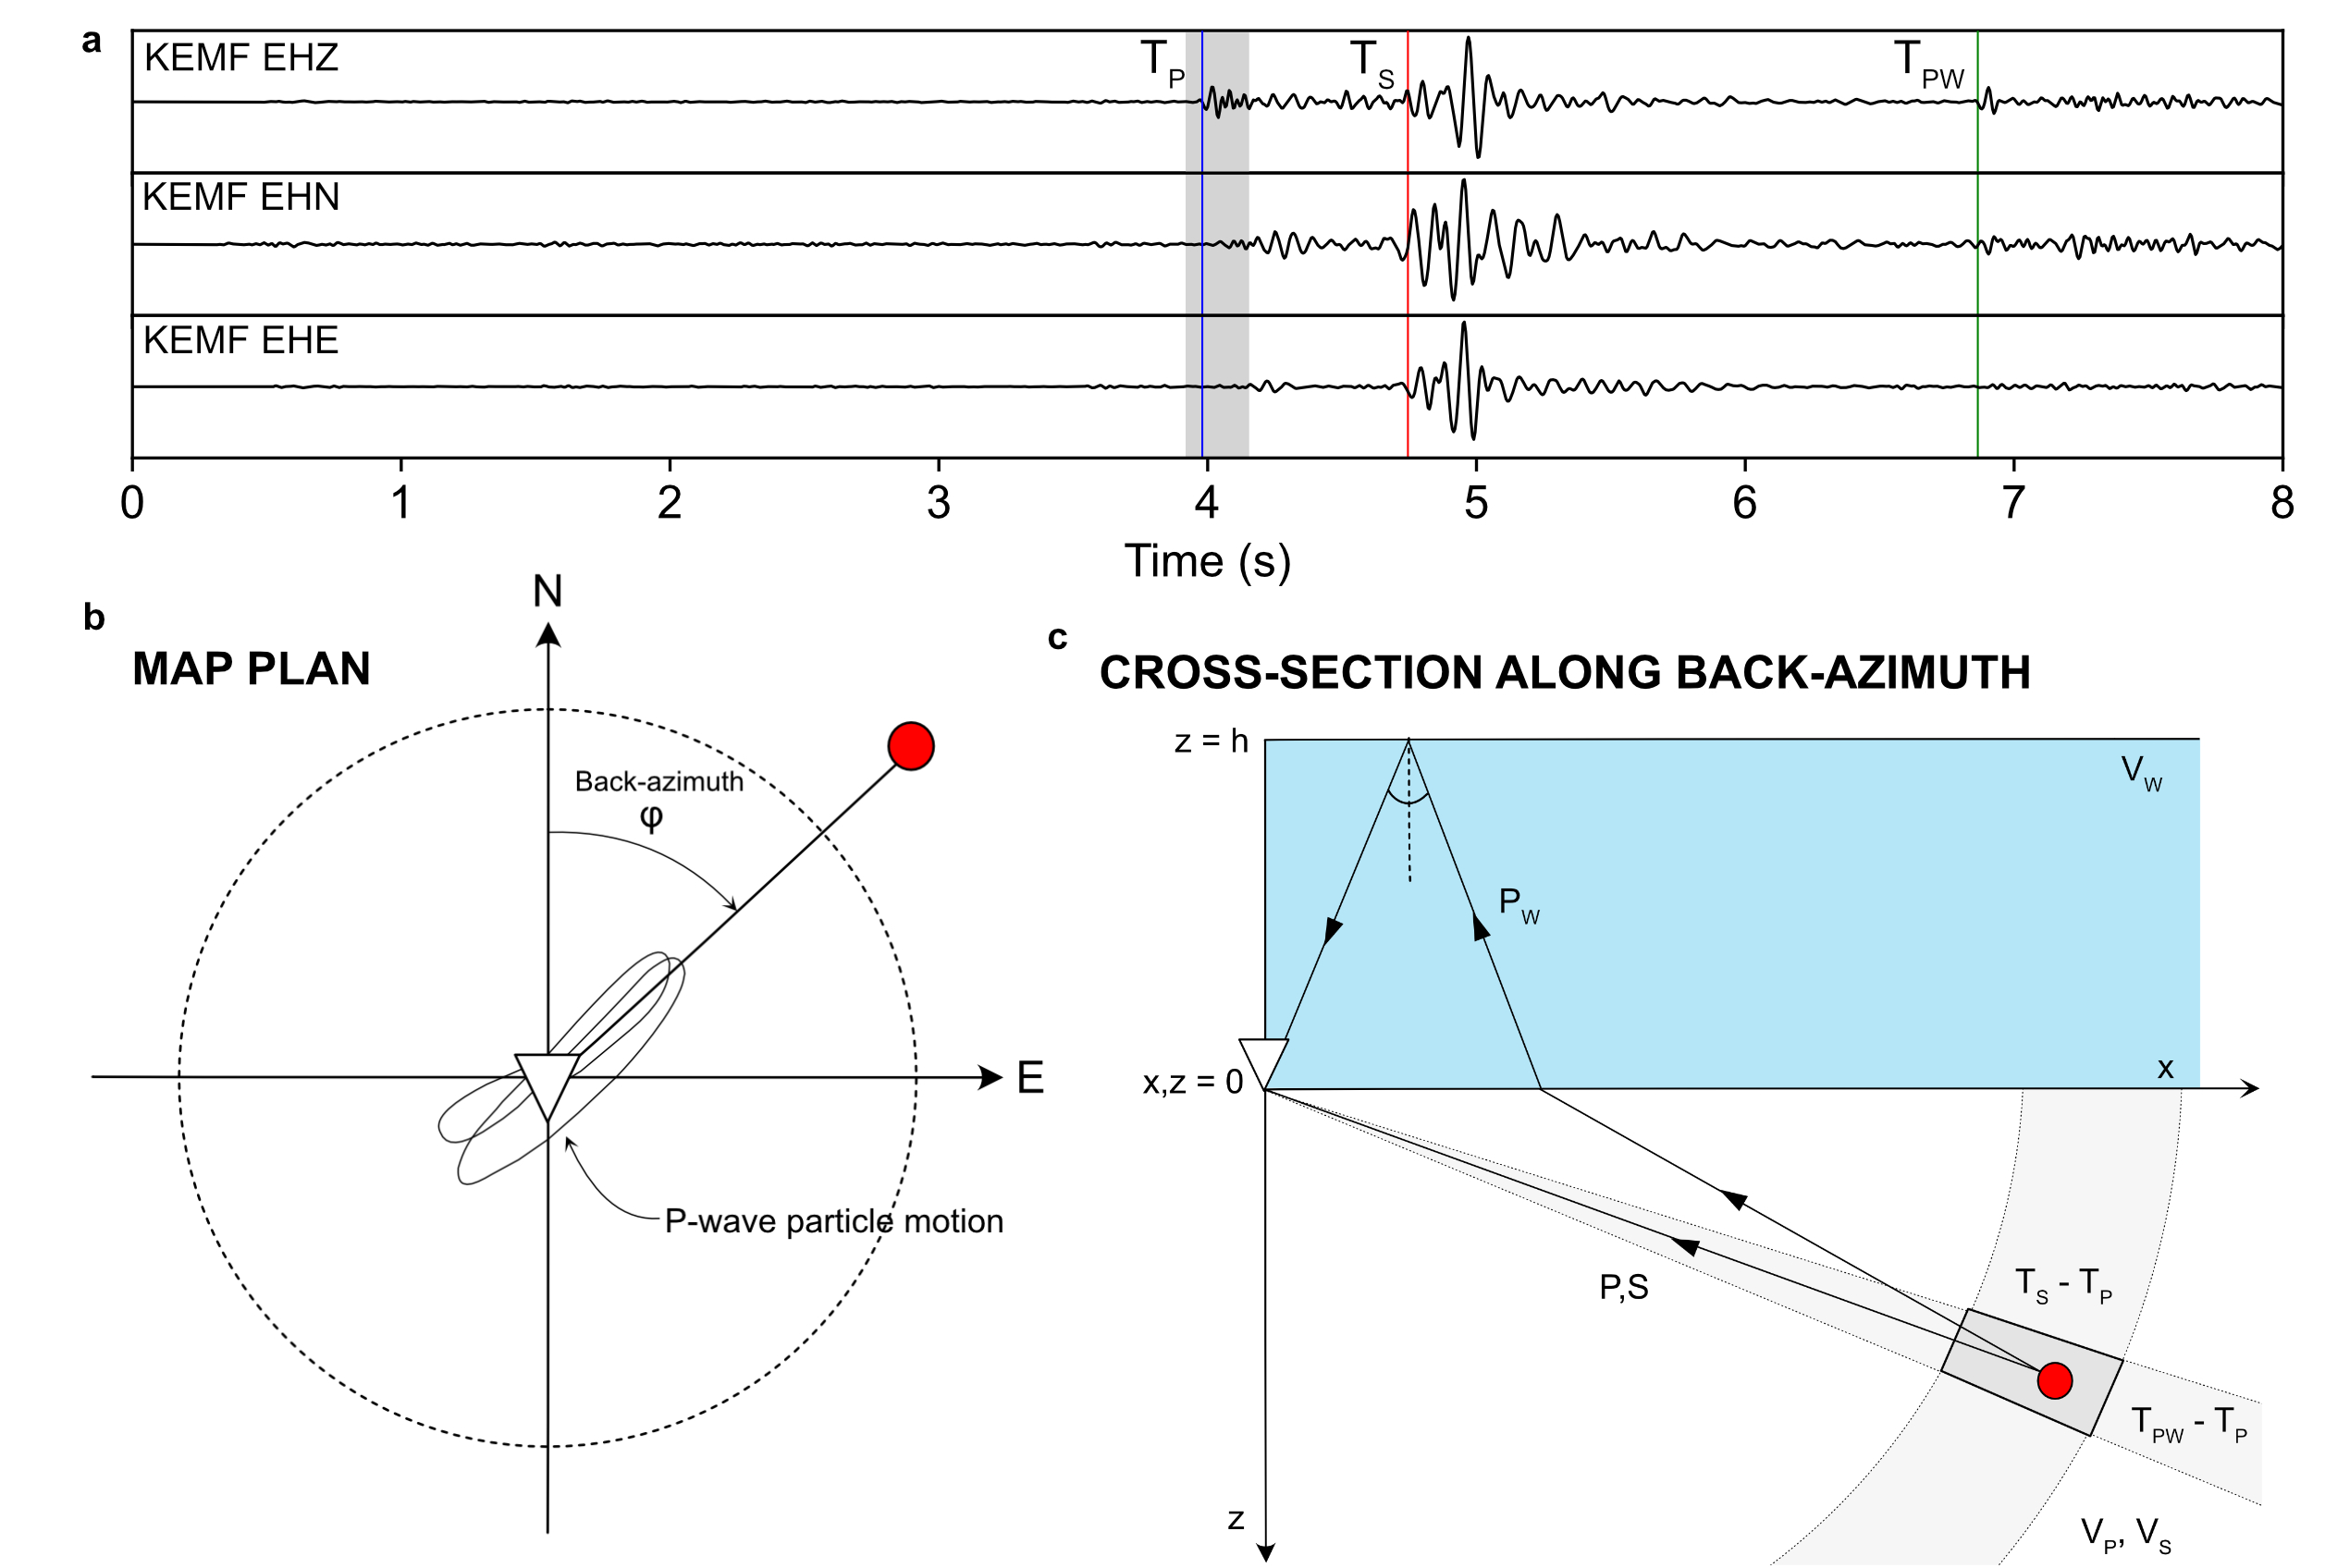 a
KEMF EHZ
T_P
T_S
T_PW
KEMF EHN
KEMF EHE
0 1 2 3 4 5 6 7 8
Time (s)
b
MAP PLAN
N
E
Back-azimuth
φ
P-wave particle motion
c
CROSS-SECTION ALONG BACK-AZIMUTH
z = h
V_W
P_W
x,z = 0
x
P,S
T_S - T_P
T_PW - T_P
z
V_P, V_S